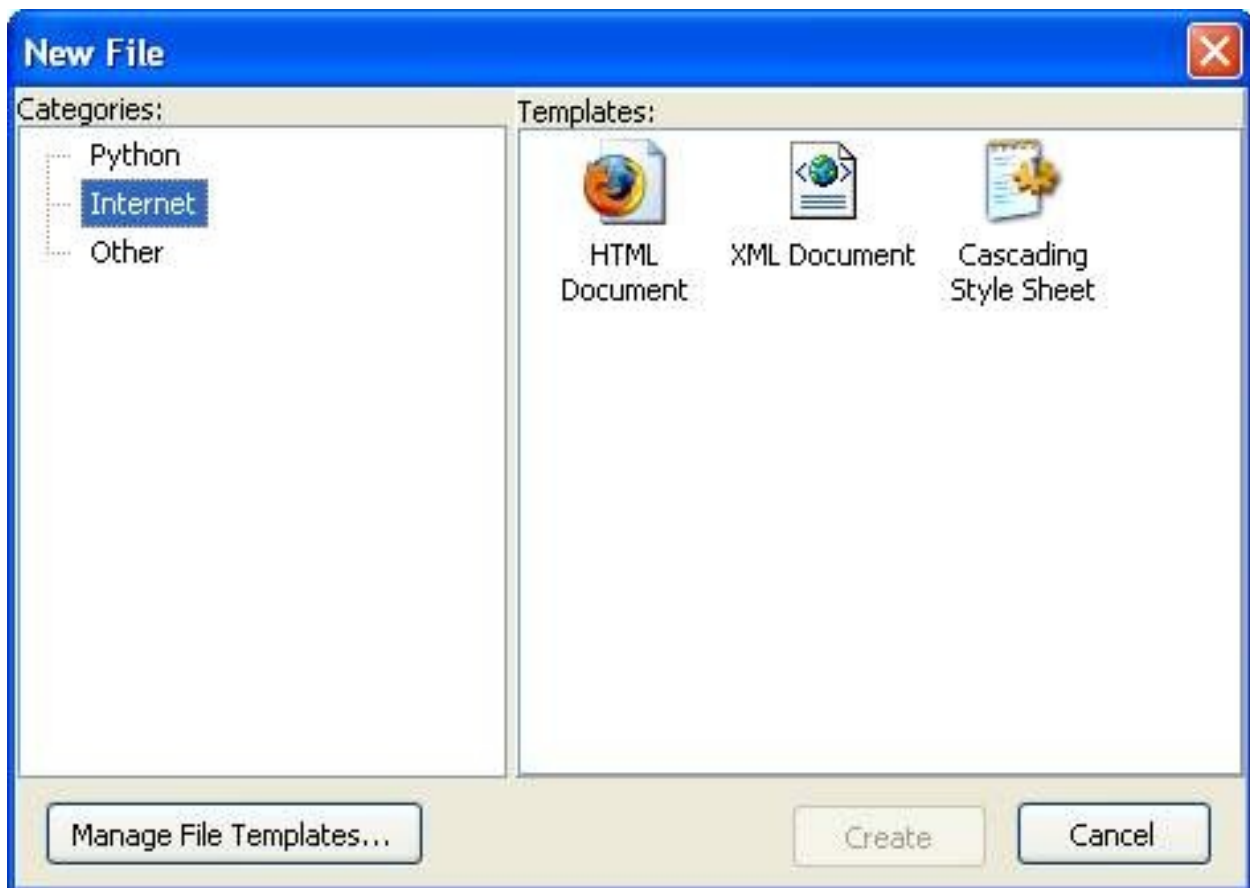 New File
Categories:
Templates:
Python
Internet
Other
HTML
Document
XML Document
Cascading
Style Sheet
Manage File Templates...
Create
Cancel